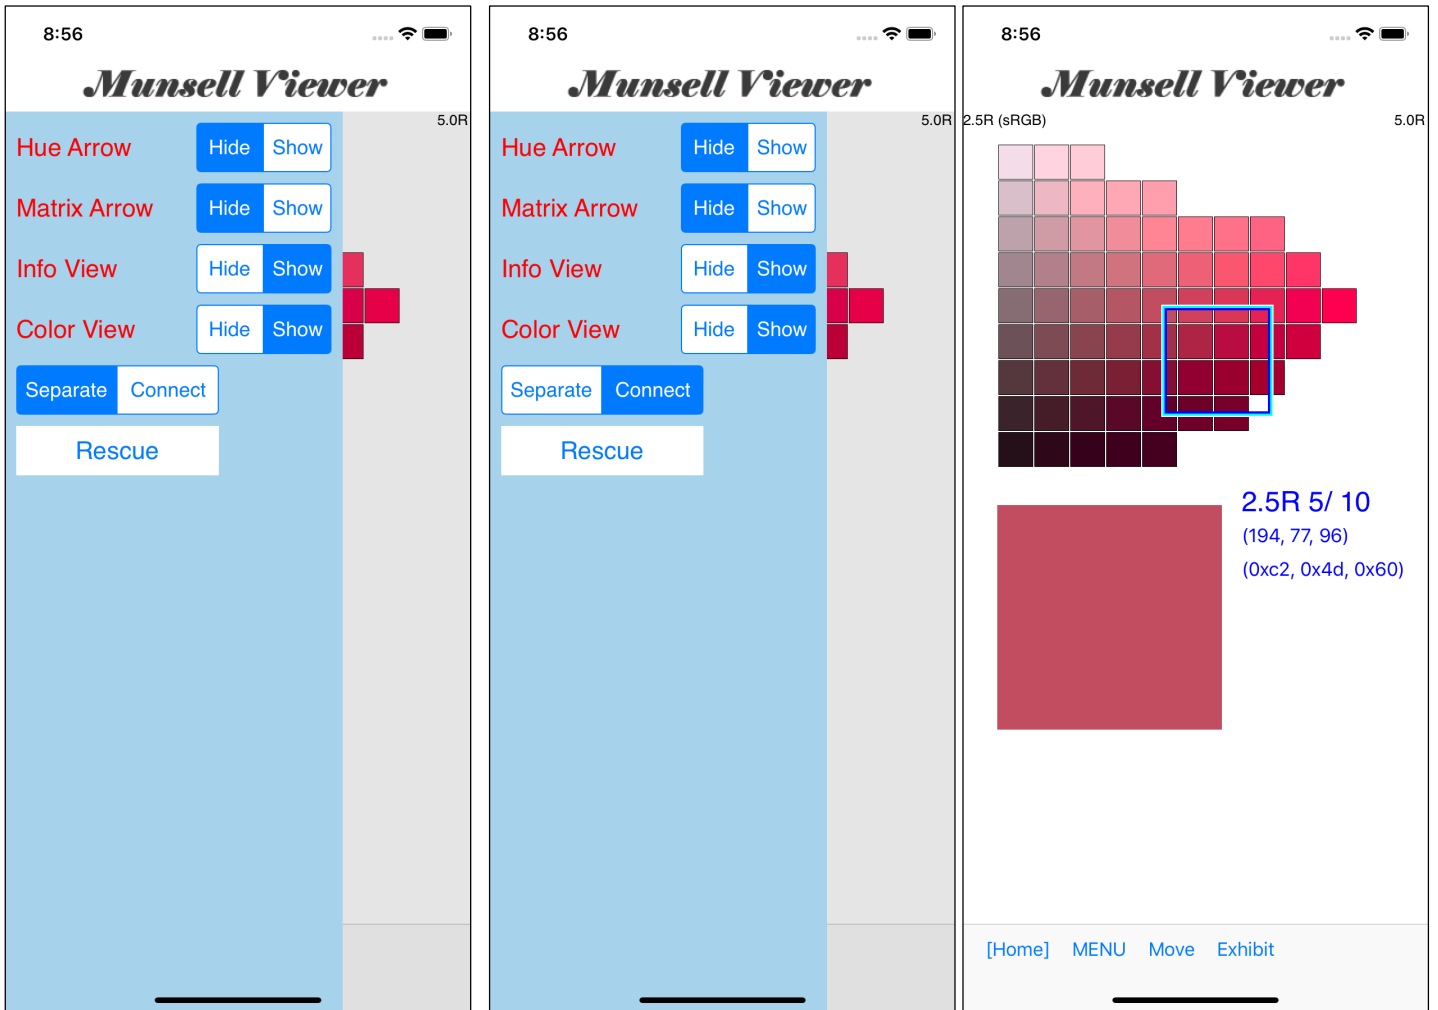 8:56
Munsell Viewer
5.0R
Hue Arrow Hide Show
Matrix Arrow Hide Show
Info View Hide Show
Color View Hide Show
Separate Connect
Rescue
8:56
Munsell Viewer
5.0R
Hue Arrow Hide Show
Matrix Arrow Hide Show
Info View Hide Show
Color View Hide Show
Separate Connect
Rescue
8:56
Munsell Viewer
2.5R (sRGB) 5.0R
2.5R 5/ 10
(194, 77, 96)
(0xc2, 0x4d, 0x60)
[Home] MENU Move Exhibit